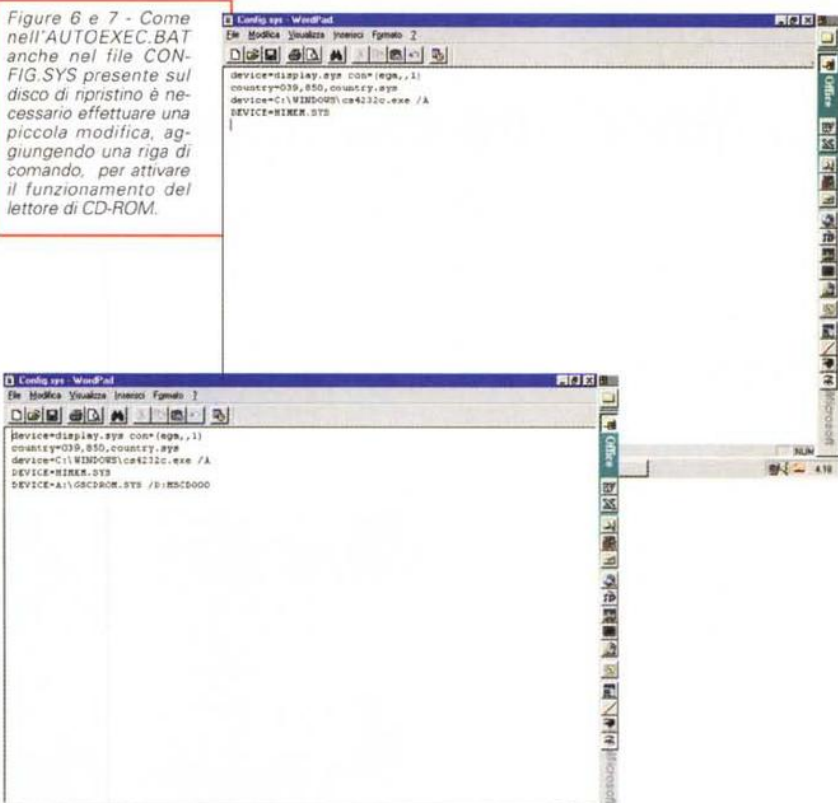 Figure 6 e 7 - Come
nell'AUTOEXEC.BAT
anche nel file CON-
FIG.SYS presente sul
disco di ripristino è ne-
cessario effettuare una
piccola modifica, ag-
giungendo una riga di
comando, per attivare
il funzionamento del
lettore di CD-ROM.
Config.sys - WordPad
File Modifica Visualizza Inserisci Formato ?
device=display.sys con=(ega,,1)
country=039,850,country.sys
device=C:\WINDOWS\cs4232c.exe /A
DEVICE=HIMEM.SYS
Office
Microsoft
NUM
4.18
Config.sys - WordPad
File Modifica Visualizza Inserisci Formato ?
device=display.sys con=(ega,,1)
country=039,850,country.sys
device=C:\WINDOWS\cs4232c.exe /A
DEVICE=HIMEM.SYS
DEVICE=A:\GSCDROM.SYS /D:MSCD000
Office
Microsoft